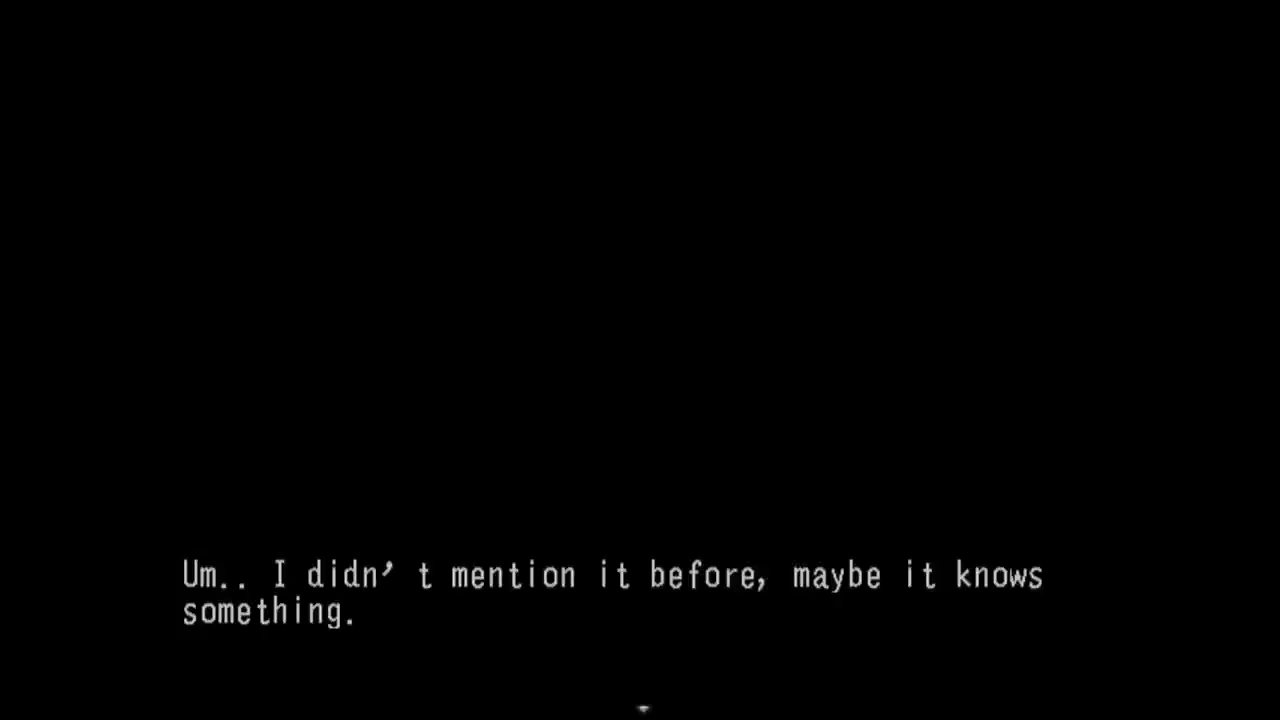 Um.. I didn’ t mention it before, maybe it knows
something.